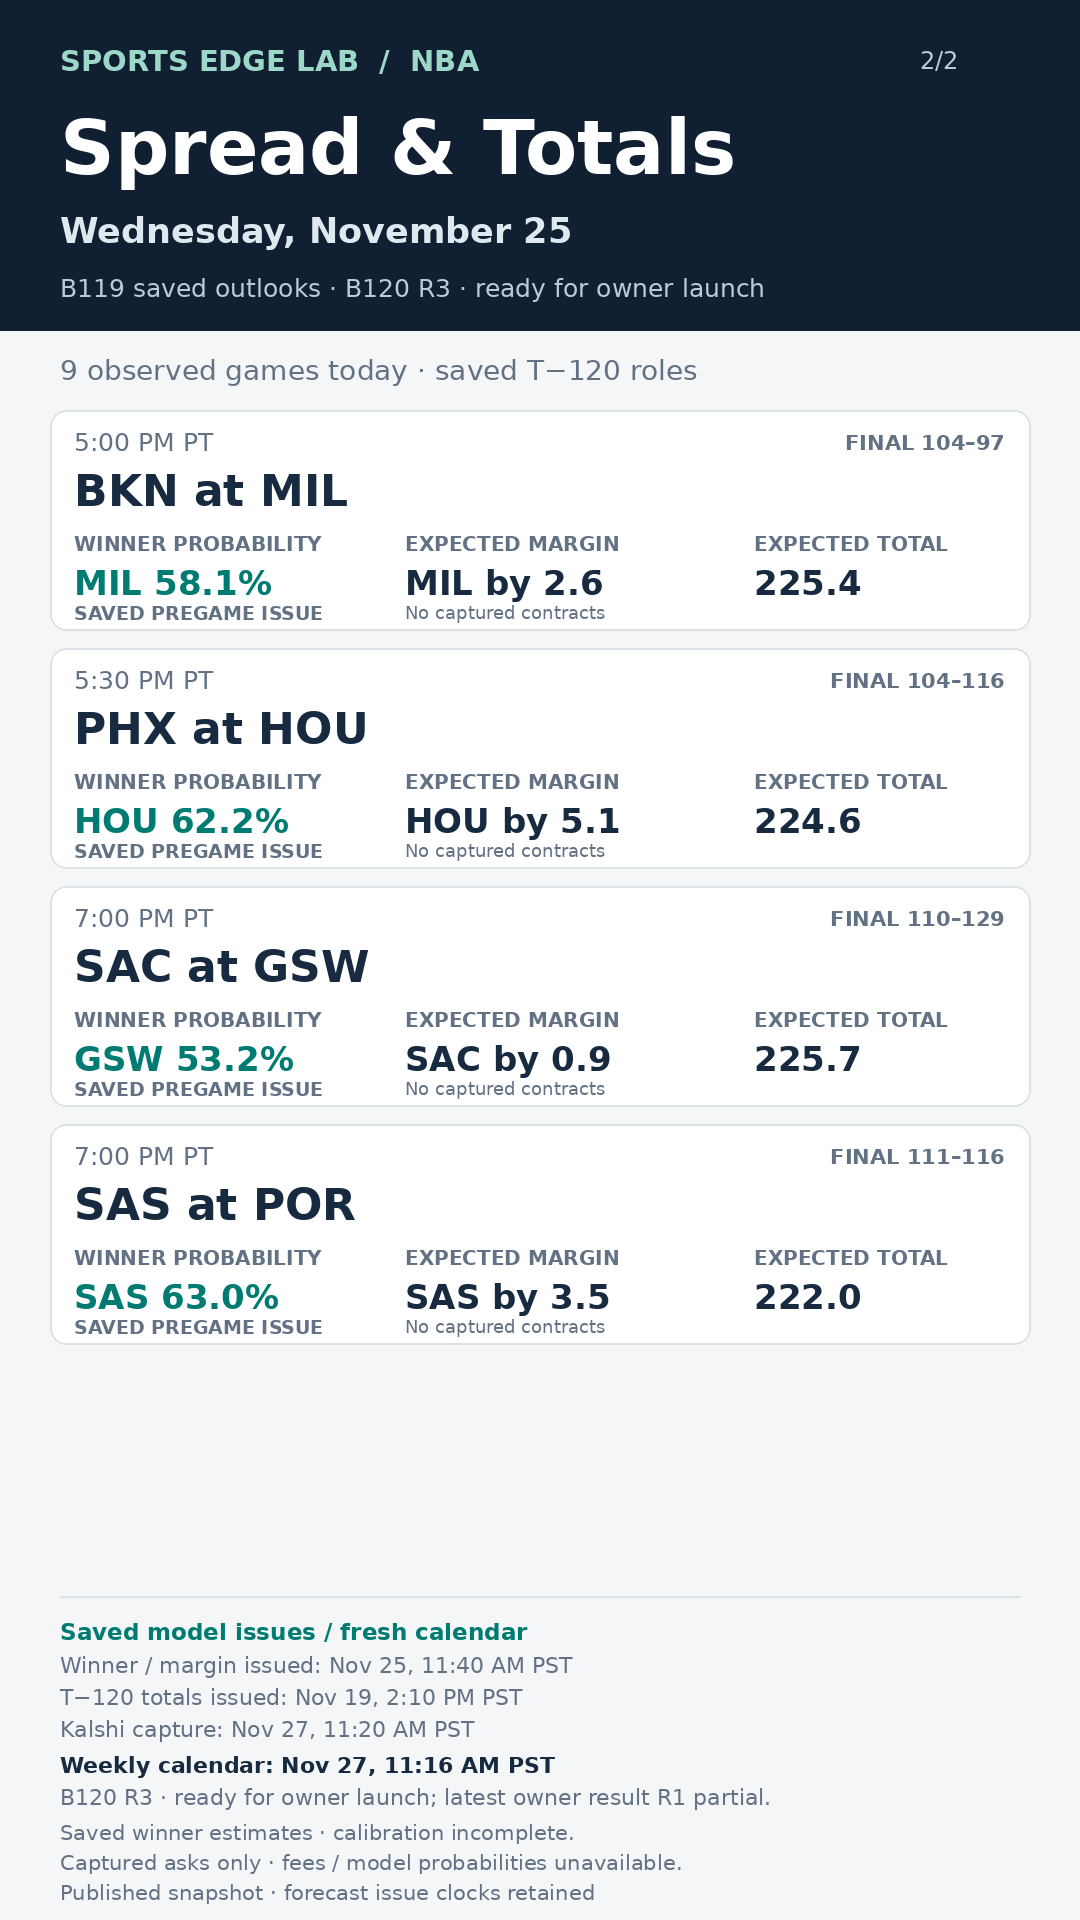 SPORTS EDGE LAB / NBA 2/2
Spread & Totals
Wednesday, November 25
B119 saved outlooks · B120 R3 · ready for owner launch
9 observed games today · saved T−120 roles
5:00 PM PT FINAL 104–97
BKN at MIL
WINNER PROBABILITY EXPECTED MARGIN EXPECTED TOTAL
MIL 58.1% MIL by 2.6 225.4
SAVED PREGAME ISSUE No captured contracts
5:30 PM PT FINAL 104–116
PHX at HOU
WINNER PROBABILITY EXPECTED MARGIN EXPECTED TOTAL
HOU 62.2% HOU by 5.1 224.6
SAVED PREGAME ISSUE No captured contracts
7:00 PM PT FINAL 110–129
SAC at GSW
WINNER PROBABILITY EXPECTED MARGIN EXPECTED TOTAL
GSW 53.2% SAC by 0.9 225.7
SAVED PREGAME ISSUE No captured contracts
7:00 PM PT FINAL 111–116
SAS at POR
WINNER PROBABILITY EXPECTED MARGIN EXPECTED TOTAL
SAS 63.0% SAS by 3.5 222.0
SAVED PREGAME ISSUE No captured contracts
Saved model issues / fresh calendar
Winner / margin issued: Nov 25, 11:40 AM PST
T−120 totals issued: Nov 19, 2:10 PM PST
Kalshi capture: Nov 27, 11:20 AM PST
Weekly calendar: Nov 27, 11:16 AM PST
B120 R3 · ready for owner launch; latest owner result R1 partial.
Saved winner estimates · calibration incomplete.
Captured asks only · fees / model probabilities unavailable.
Published snapshot · forecast issue clocks retained